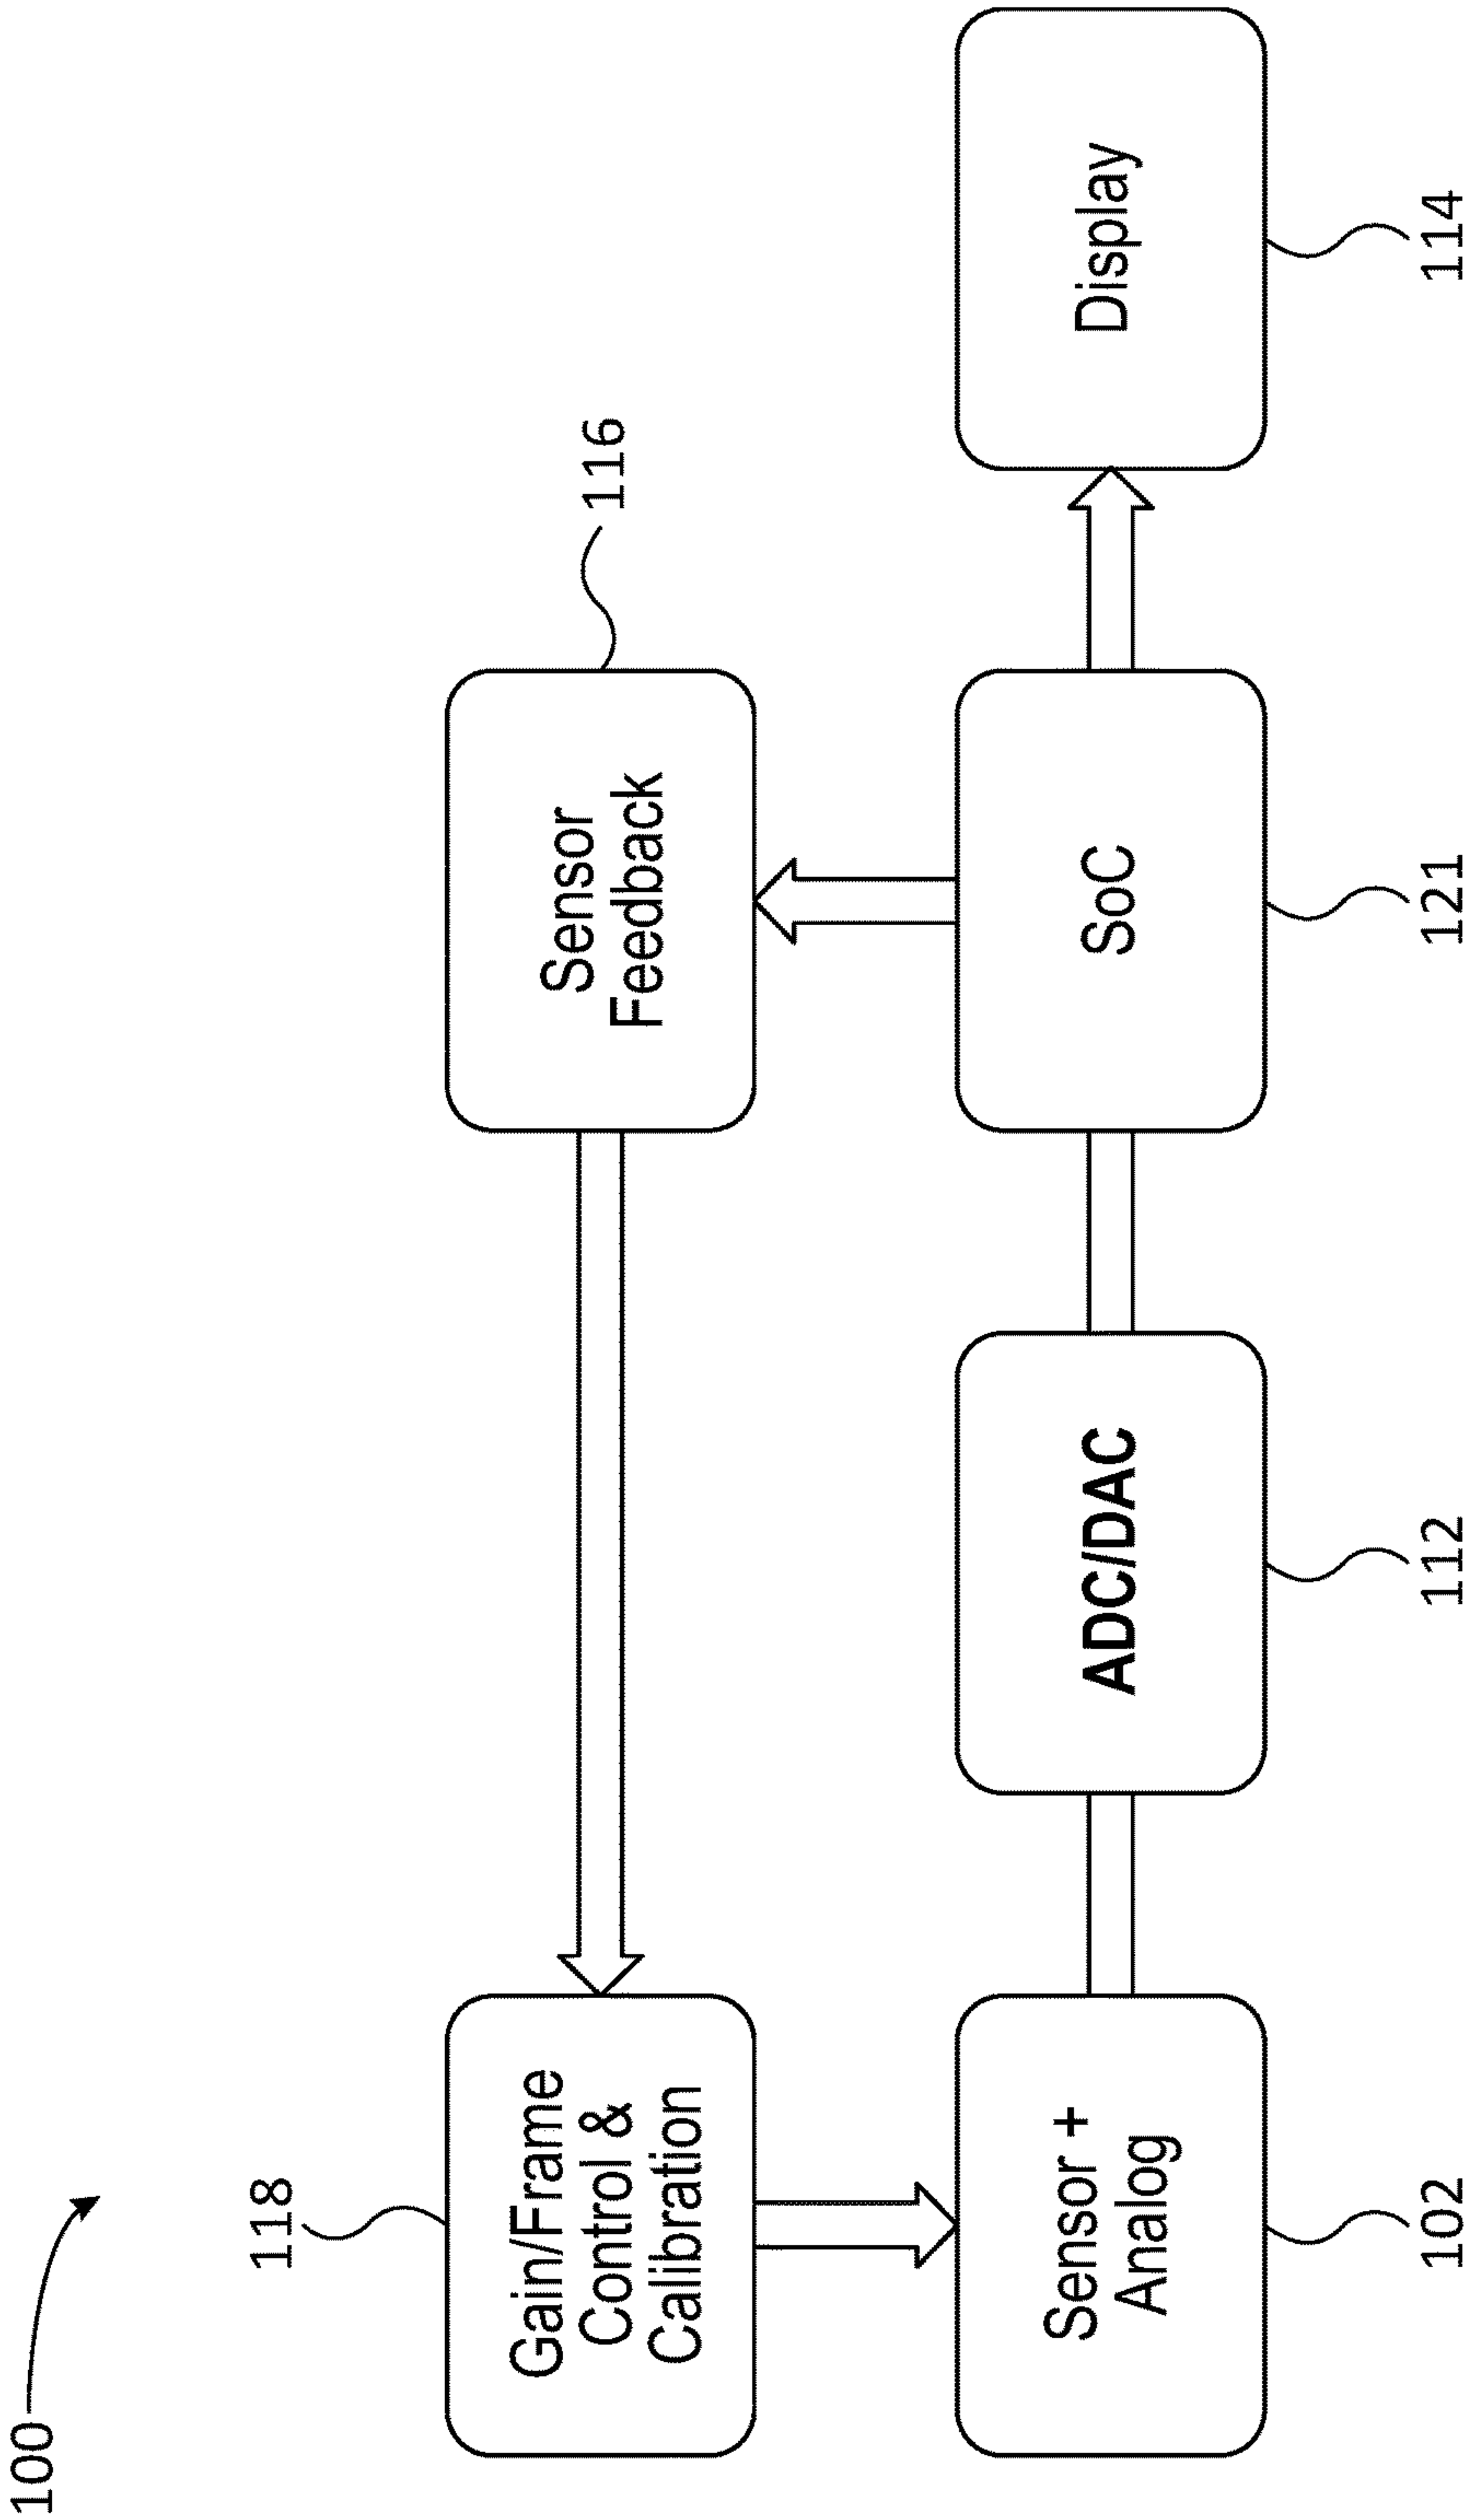 100
118
Gain/Frame
Control &
Calibration
Sensor
Feedback
116
Sensor +
Analog
ADC/DAC
SoC
Display
102
112
121
114